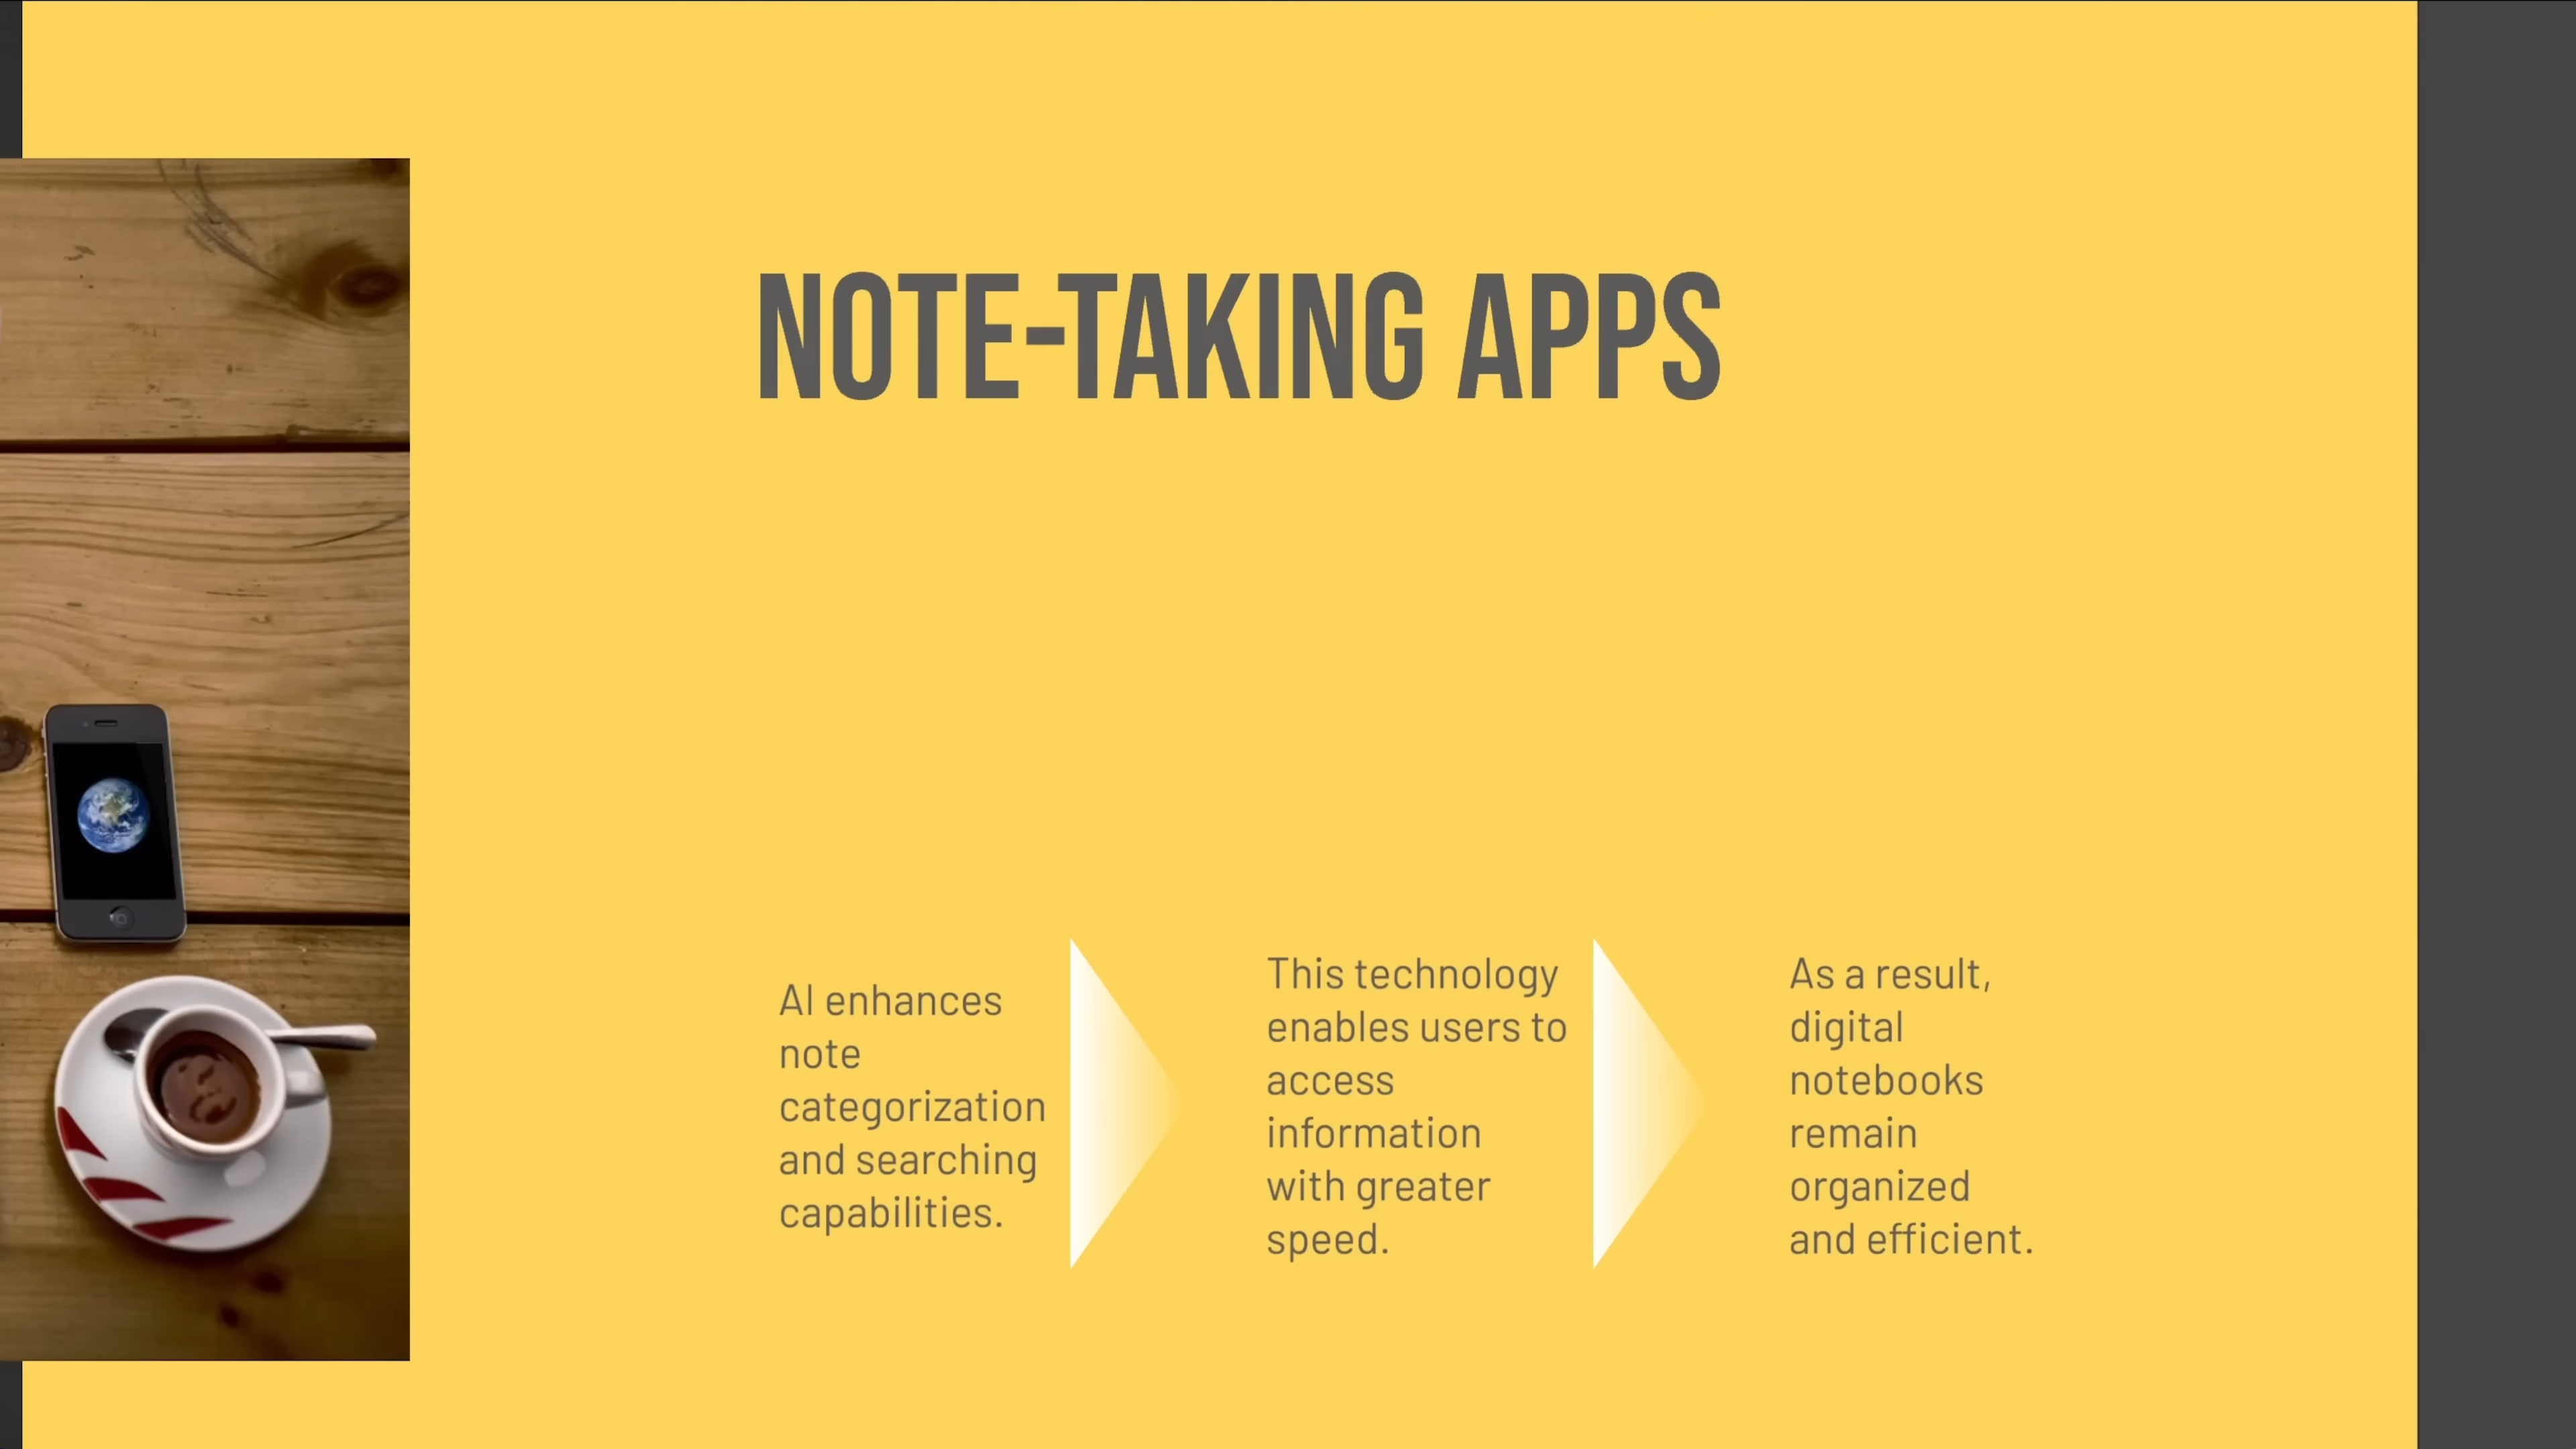 NOTE-TAKING APPS
AI enhances
note
categorization
and searching
capabilities.
This technology
enables users to
access
information
with greater
speed.
As a result,
digital
notebooks
remain
organized
and efficient.